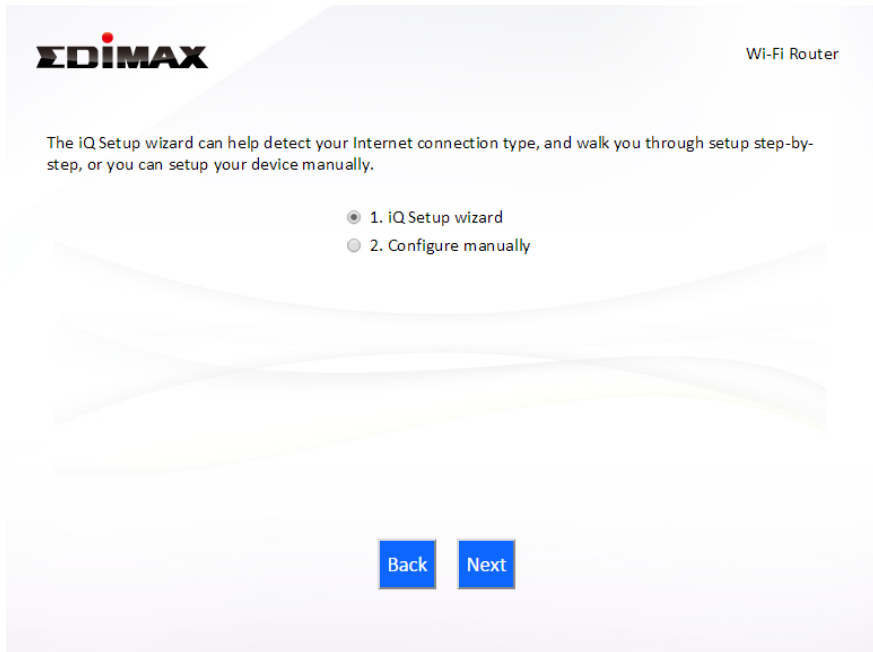 EDIMAX
Wi-Fi Router
The iQ Setup wizard can help detect your Internet connection type, and walk you through setup step-by-
step, or you can setup your device manually.
1. iQ Setup wizard
2. Configure manually
Back
Next